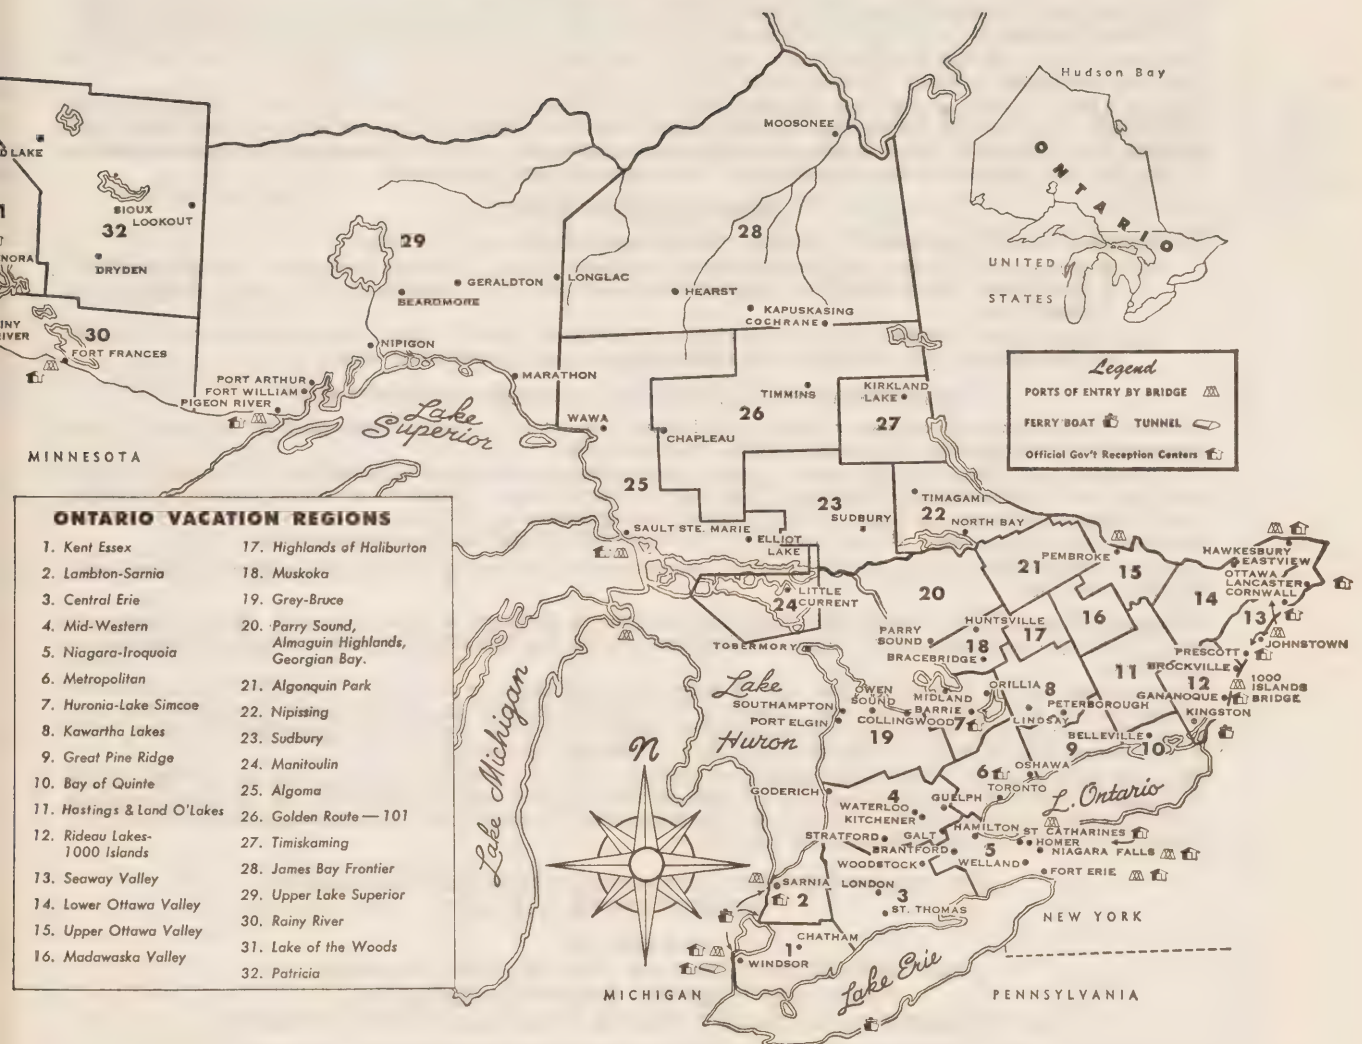 Hudson Bay
ONTARIO
UNITED
STATES
MOOSONEE
D LAKE
SIOUX
LOOKOUT
32
DRYDEN
NORA
INY
IVER
30
FORT FRANCES
29
GERALDTON
BEARDMORE
LONGLAC
28
HEARST
KAPUSKASING
COCHRANE
NIPIGON
PORT ARTHUR
FORT WILLIAM
PIGEON RIVER
MARATHON
Lake
Superior
WAWA
TIMMINS
26
CHAPLEAU
KIRKLAND
LAKE
27
Legend
PORTS OF ENTRY BY BRIDGE
FERRY BOAT
TUNNEL
Official Gov't Reception Centers
MINNESOTA
25
23
SUDBURY
TIMAGAMI
22
NORTH BAY
SAULT STE. MARIE
ELLIOT
LAKE
24
LITTLE
CURRENT
TOBERMORY
PEMBROKE
21
15
20
16
17
HUNTSVILLE
18
PARRY
SOUND
BRACEBRIDGE
HAWKESBURY
EASTVIEW
OTTAWA
LANCASTER
CORNWALL
14
13
JOHNSTOWN
PRESCOTT
BROCKVILLE
12
1000
ISLANDS
BRIDGE
GANANOQUE
KINGSTON
11
Lake
Huron
OWEN
SOUND
SOUTHAMPTON
PORT ELGIN
MIDLAND
BARRIE
COLLINGWOOD
7
19
ORILLIA
8
PETERBOROUGH
LINDSAY
BELLEVILLE
9
10
6
OSHAWA
TORONTO
L. Ontario
GODERICH
4
WATERLOO
KITCHENER
GUELPH
STRATFORD
GALT
HAMILTON
BRANTFORD
WOODSTOCK
5
ST CATHARINES
HOMER
NIAGARA FALLS
WELLAND
FORT ERIE
SARNIA
2
LONDON
3
ST. THOMAS
CHATHAM
1
WINDSOR
Lake Erie
NEW YORK
PENNSYLVANIA
MICHIGAN
Lake Michigan
N
ONTARIO VACATION REGIONS
1. Kent Essex
2. Lambton-Sarnia
3. Central Erie
4. Mid-Western
5. Niagara-Iroquoia
6. Metropolitan
7. Huronia-Lake Simcoe
8. Kawartha Lakes
9. Great Pine Ridge
10. Bay of Quinte
11. Hastings & Land O'Lakes
12. Rideau Lakes-
1000 Islands
13. Seaway Valley
14. Lower Ottawa Valley
15. Upper Ottawa Valley
16. Madawaska Valley
17. Highlands of Haliburton
18. Muskoka
19. Grey-Bruce
20. Parry Sound,
Almaguin Highlands,
Georgian Bay.
21. Algonquin Park
22. Nipissing
23. Sudbury
24. Manitoulin
25. Algoma
26. Golden Route — 101
27. Timiskaming
28. James Bay Frontier
29. Upper Lake Superior
30. Rainy River
31. Lake of the Woods
32. Patricia